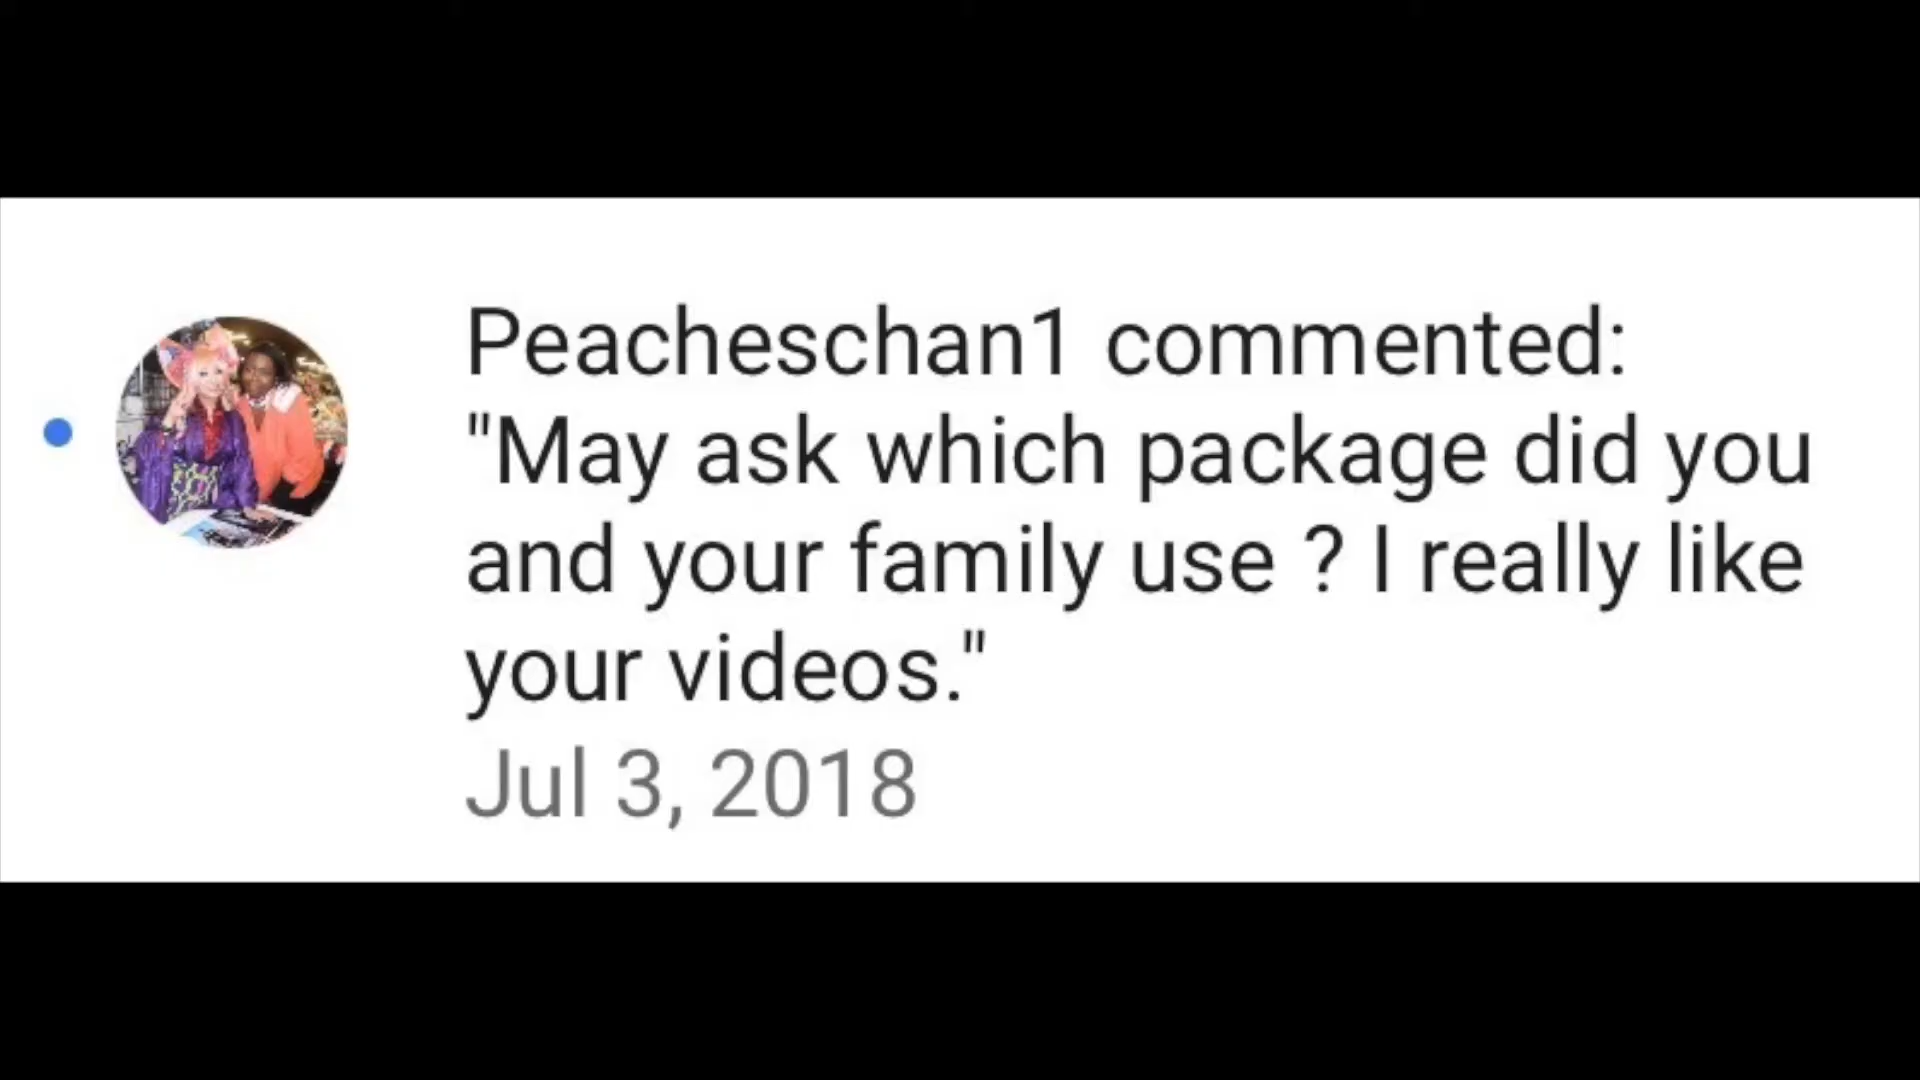 Peacheschan1 commented:
"May ask which package did you
and your family use ? I really like
your videos."
Jul 3, 2018